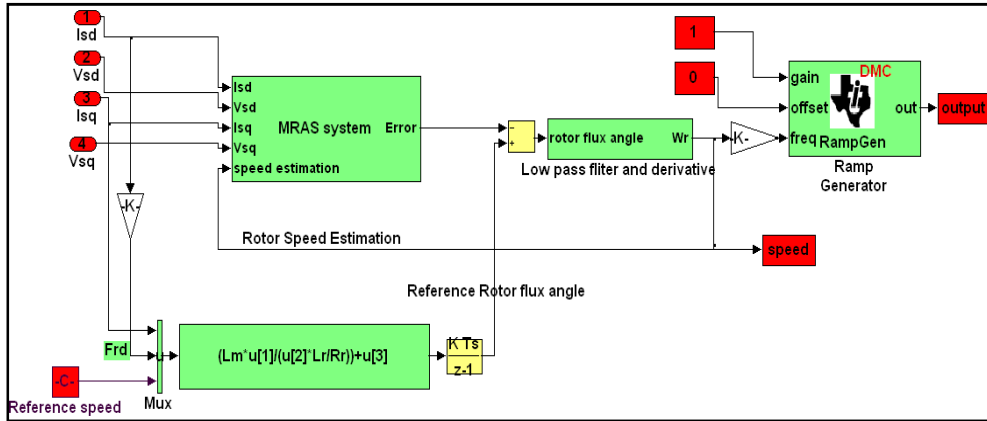 1
Isd
2
Vsd
3
Isq
4
Vsq
Isd
Vsd
Isq
Vsq
speed estimation
MRAS system
Error
-K-
−
+
rotor flux angle
Wr
Low pass fliter and derivative
-K-
1
0
gain
offset
freq
DMC
RampGen
out
Ramp
Generator
output
speed
Rotor Speed Estimation
Reference Rotor flux angle
Frd
-C-
Reference speed
u
Mux
(Lm*u[1]/(u[2]*Lr/Rr))+u[3]
K Ts
z-1